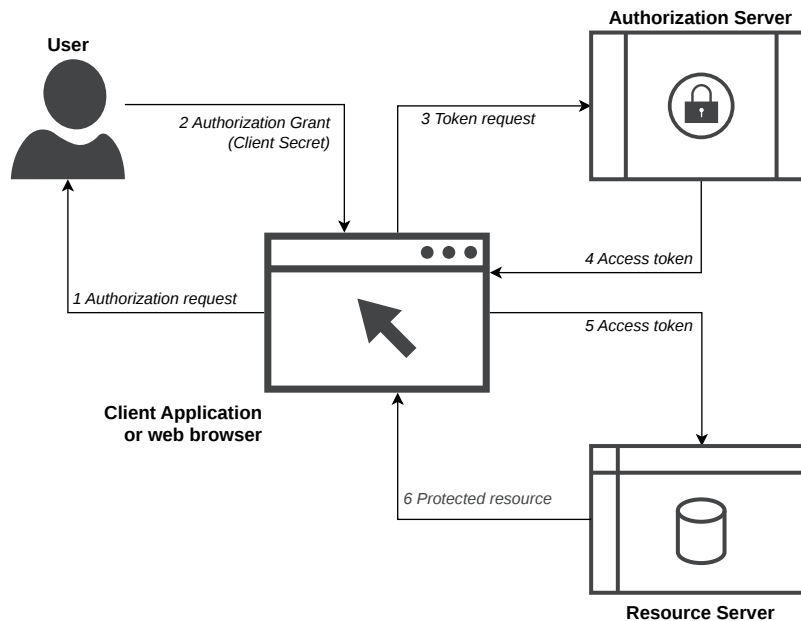 Authorization Server
User
2 Authorization Grant
(Client Secret)
3 Token request
4 Access token
1 Authorization request
5 Access token
Client Application
or web browser
6 Protected resource
Resource Server